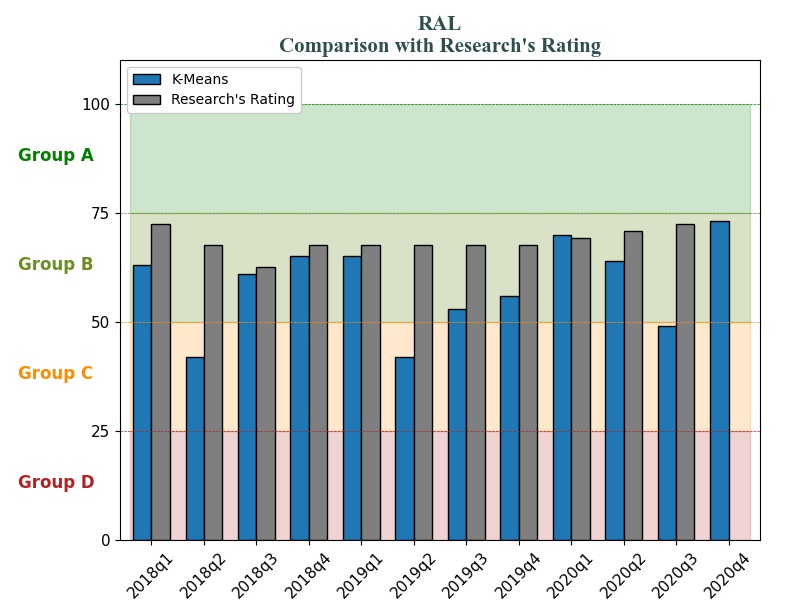 RAL
Comparison with Research's Rating
K-Means
Research's Rating
100
Group A
75
Group B
50
Group C
25
Group D
0
2018q1 2018q2 2018q3 2018q4 2019q1 2019q2 2019q3 2019q4 2020q1 2020q2 2020q3 2020q4